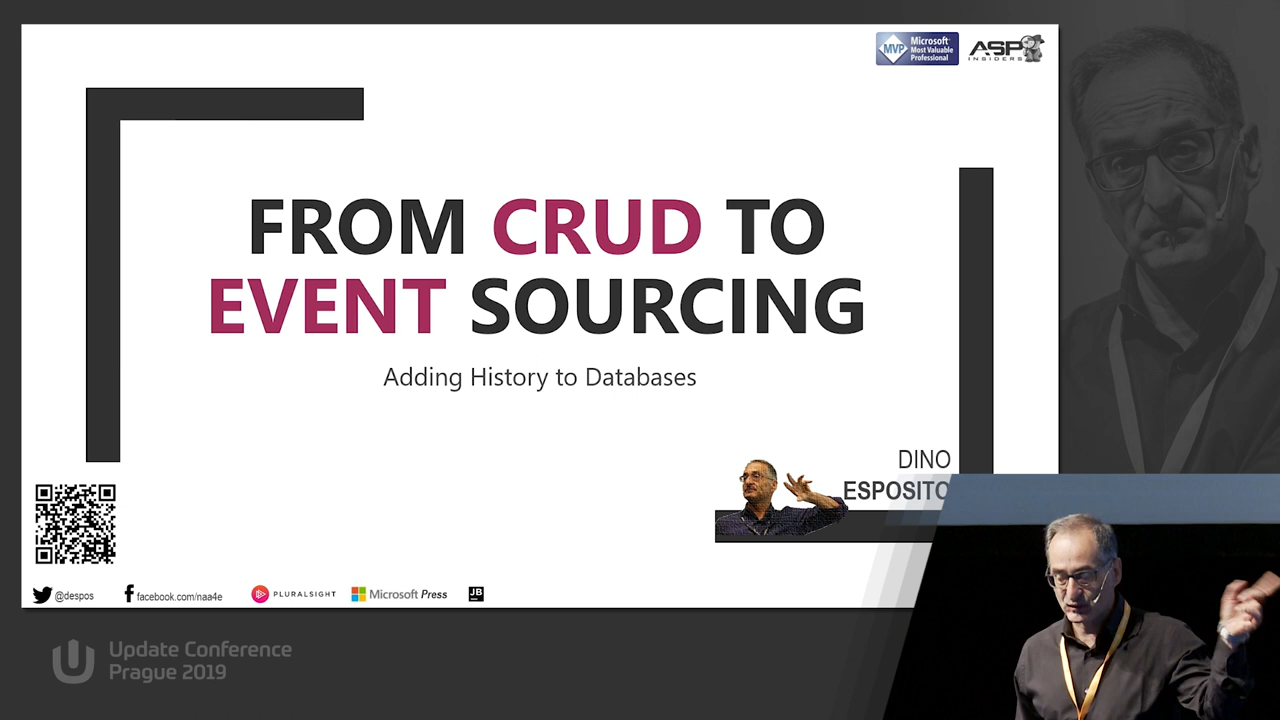 MVP
Microsoft®
Most Valuable
Professional
ASP
INSIDERS
FROM CRUD TO
EVENT SOURCING
Adding History to Databases
DINO
ESPOSITO
@despos
facebook.com/naa4e
PLURALSIGHT
Microsoft Press
JB
Update Conference
Prague 2019